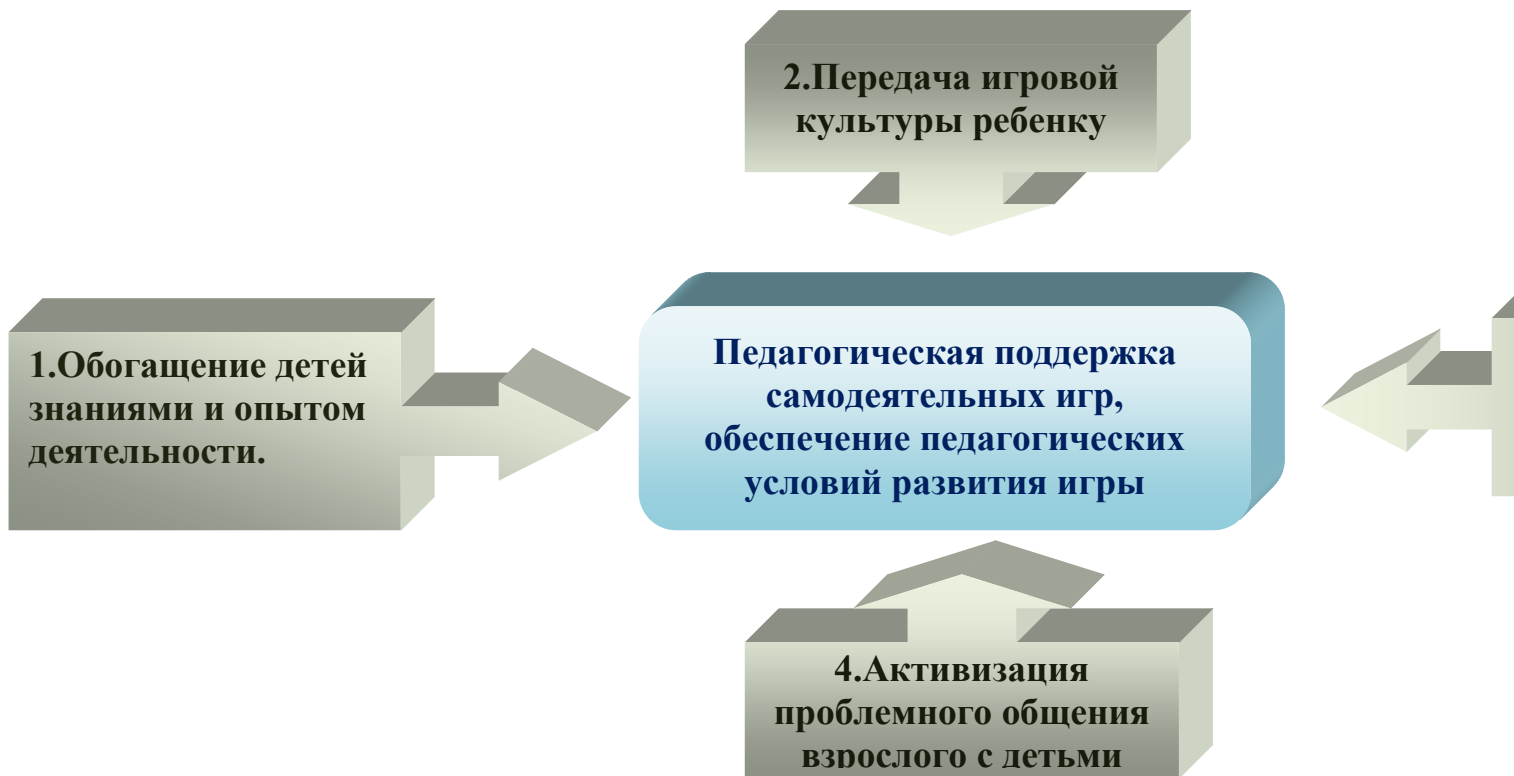 2.Передача игровой
культуры ребенку
1.Обогащение детей
знаниями и опытом
деятельности.
Педагогическая поддержка
самодеятельных игр,
обеспечение педагогических
условий развития игры
4.Активизация
проблемного общения
взрослого с детьми